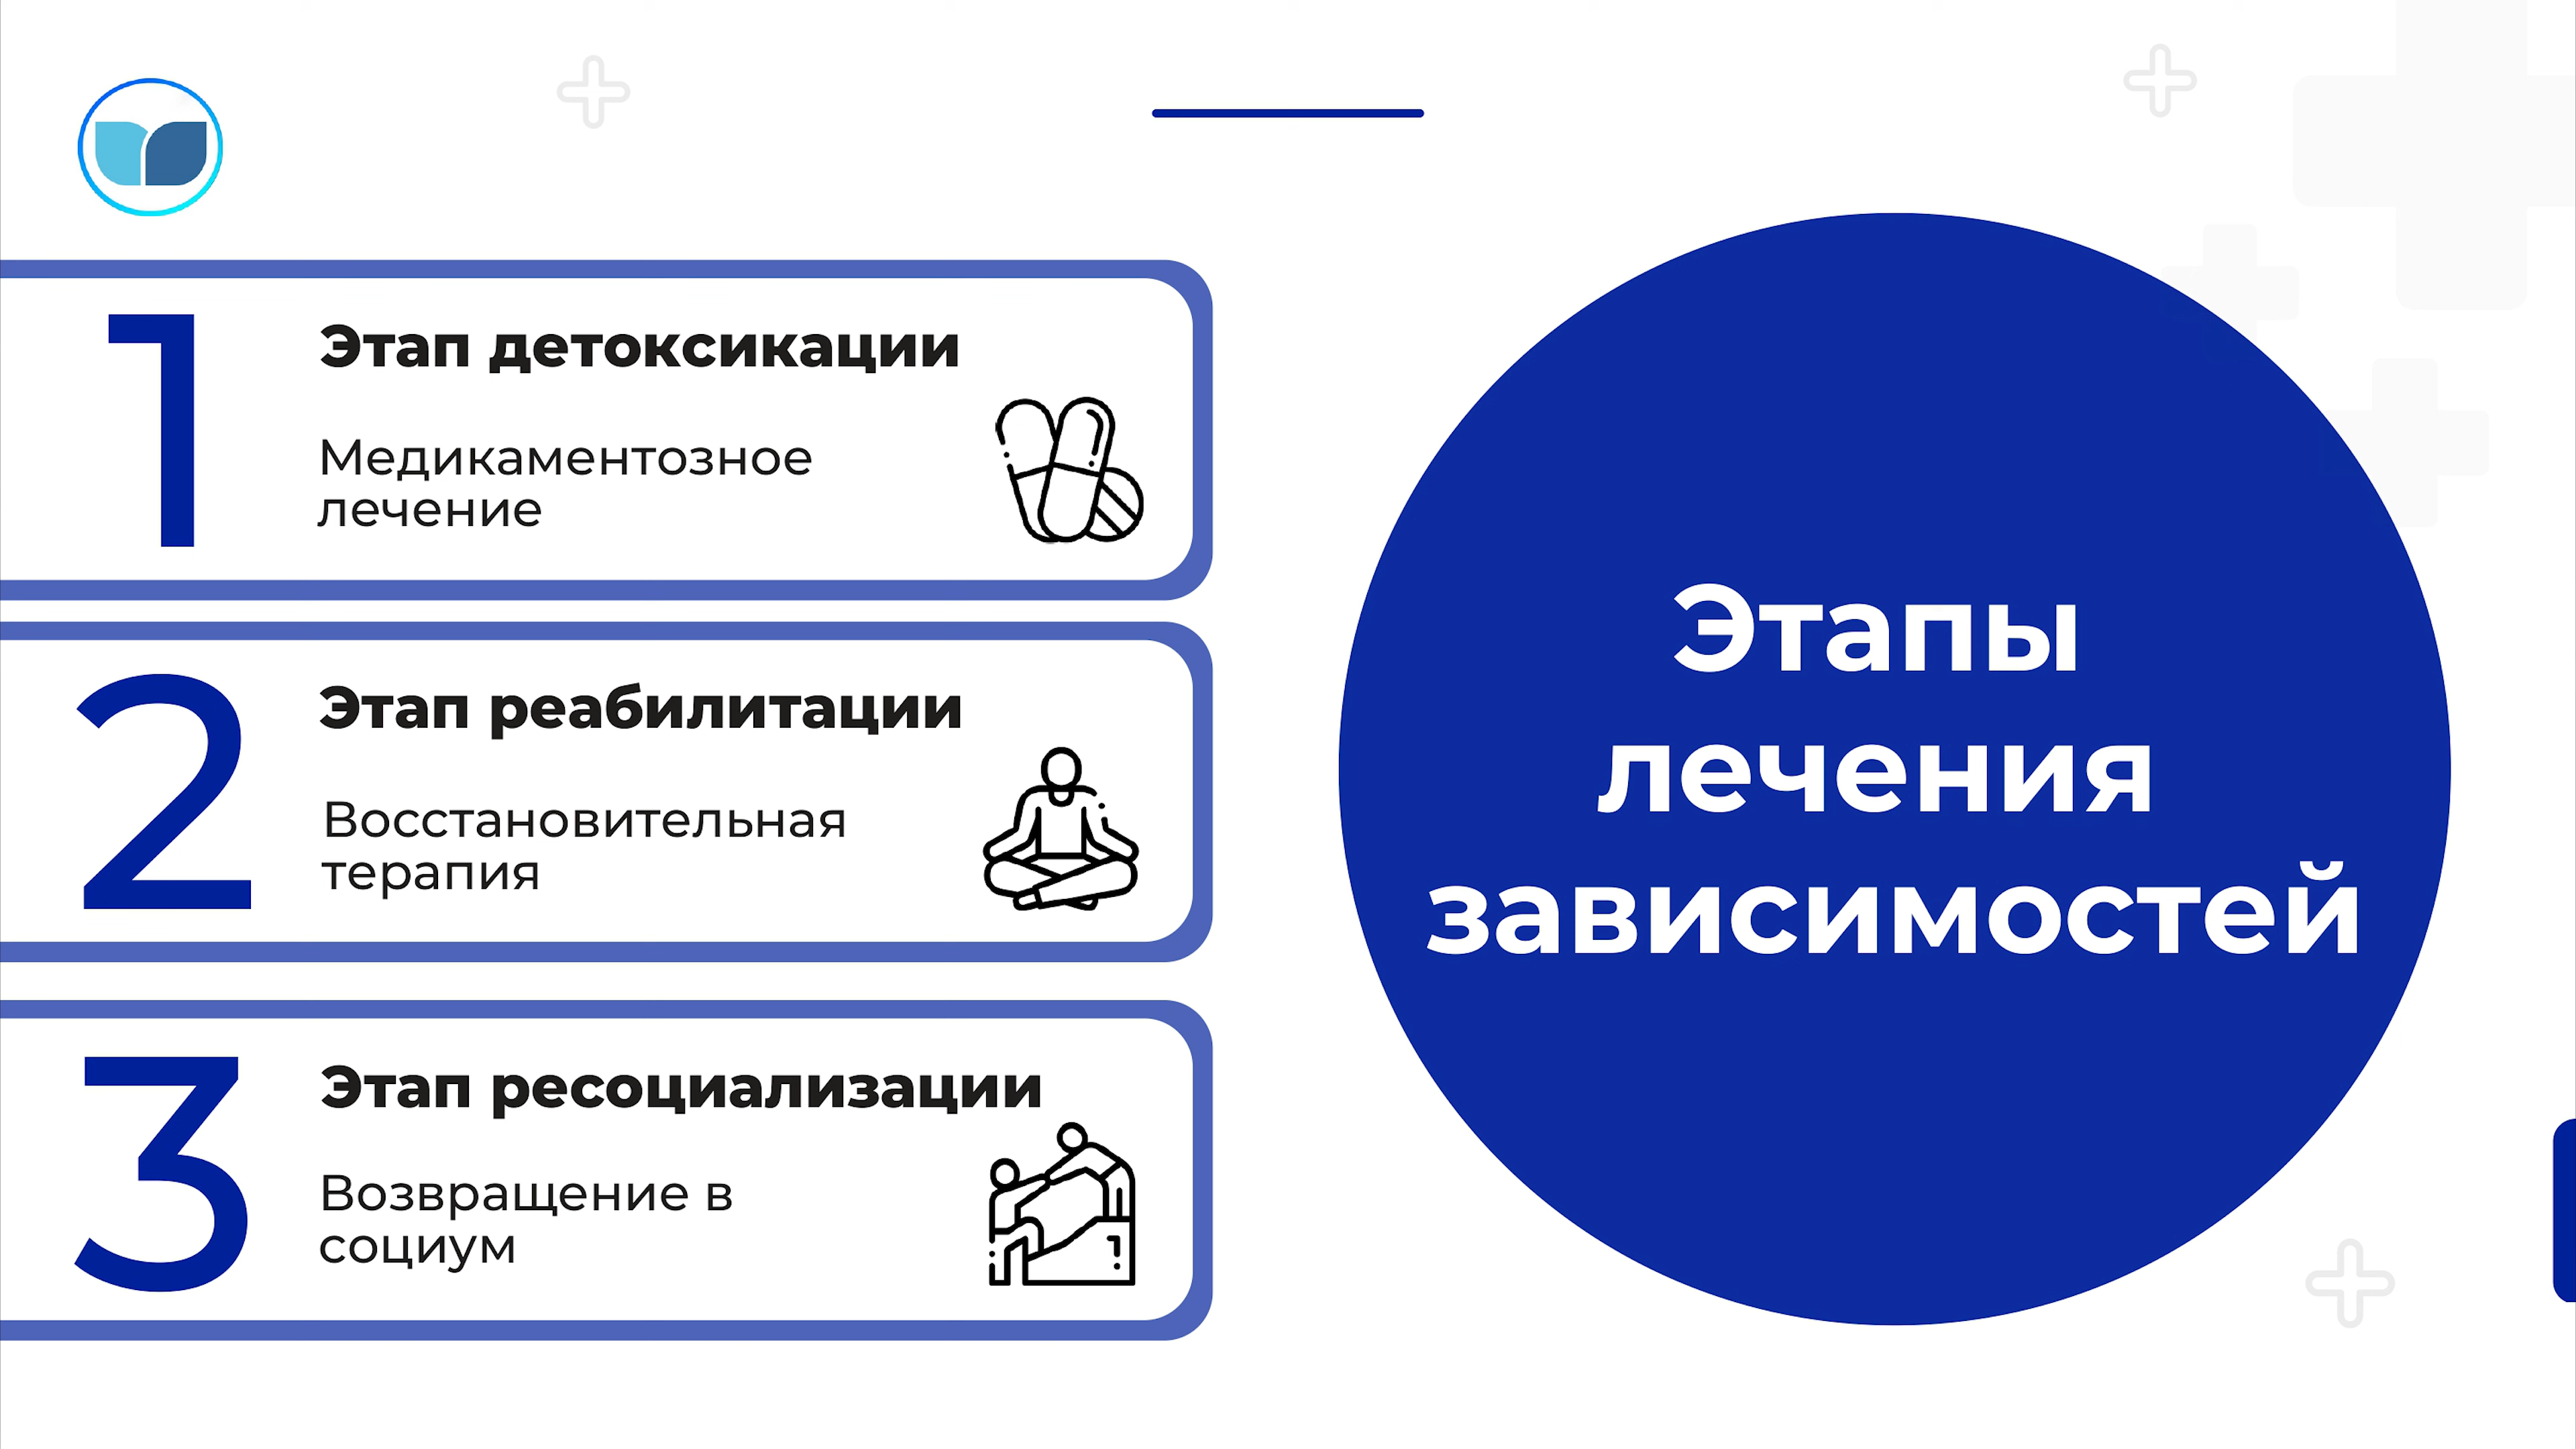 1
Этап детоксикации
Медикаментозное
лечение
2
Этап реабилитации
Восстановительная
терапия
3
Этап ресоциализации
Возвращение в
социум
Этапы
лечения
зависимостей